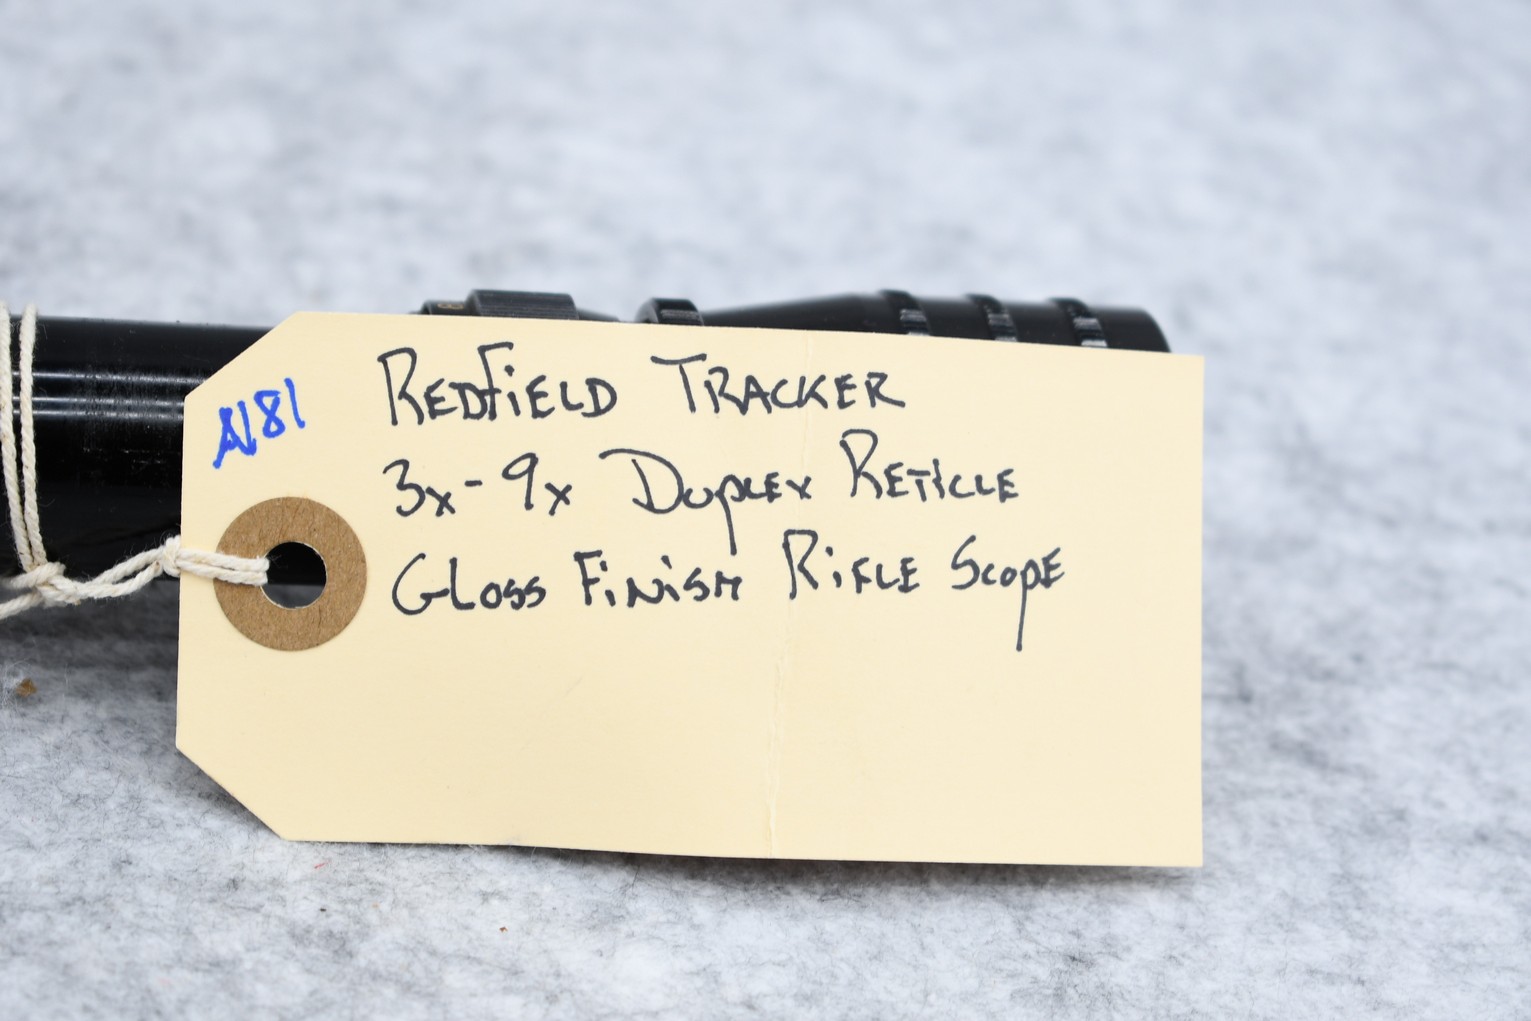 A181
Redfield Tracker
3x-9x Duplex Reticle
Gloss Finish Rifle Scope